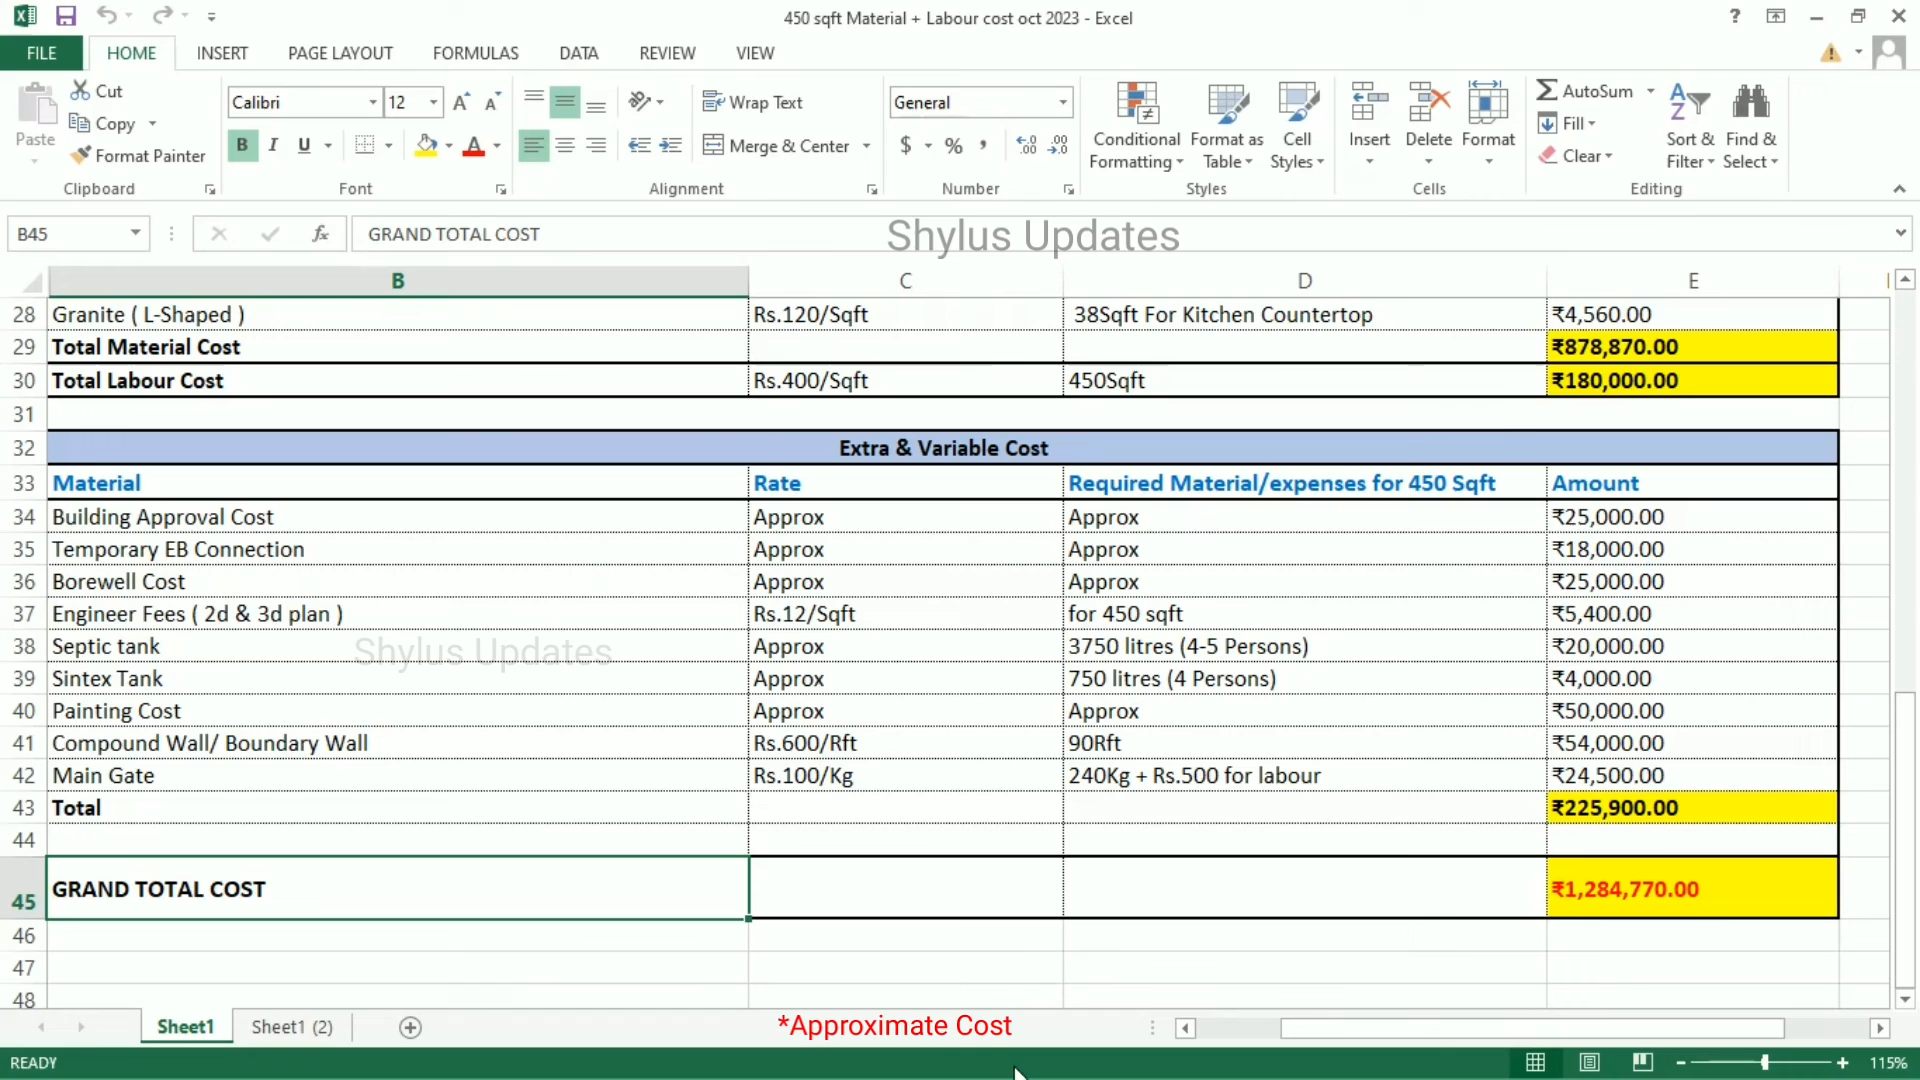 450 sqft Material + Labour cost oct 2023 - Excel
?
FILE HOME INSERT PAGE LAYOUT FORMULAS DATA REVIEW VIEW
Paste
Cut
Copy
Format Painter
Clipboard
Calibri 12 A A
B I U A
Font
Wrap Text
Merge & Center
Alignment
General
$ % , .0 .00 .00 .0
Number
Conditional Formatting
Format as Table
Cell Styles
Styles
Insert Delete Format
Cells
AutoSum
Fill
Clear
Sort & Filter
Find & Select
Editing
B45 fx GRAND TOTAL COST
Shylus Updates
B C D E
28 Granite ( L-Shaped ) Rs.120/Sqft 38Sqft For Kitchen Countertop ₹4,560.00
29 Total Material Cost ₹878,870.00
30 Total Labour Cost Rs.400/Sqft 450Sqft ₹180,000.00
31
32 Extra & Variable Cost
33 Material Rate Required Material/expenses for 450 Sqft Amount
34 Building Approval Cost Approx Approx ₹25,000.00
35 Temporary EB Connection Approx Approx ₹18,000.00
36 Borewell Cost Approx Approx ₹25,000.00
37 Engineer Fees ( 2d & 3d plan ) Rs.12/Sqft for 450 sqft ₹5,400.00
38 Septic tank Approx 3750 litres (4-5 Persons) ₹20,000.00
Shylus Updates
39 Sintex Tank Approx 750 litres (4 Persons) ₹4,000.00
40 Painting Cost Approx Approx ₹50,000.00
41 Compound Wall/ Boundary Wall Rs.600/Rft 90Rft ₹54,000.00
42 Main Gate Rs.100/Kg 240Kg + Rs.500 for labour ₹24,500.00
43 Total ₹225,900.00
44
45 GRAND TOTAL COST ₹1,284,770.00
46
47
48
Sheet1 Sheet1 (2)
*Approximate Cost
READY 115%